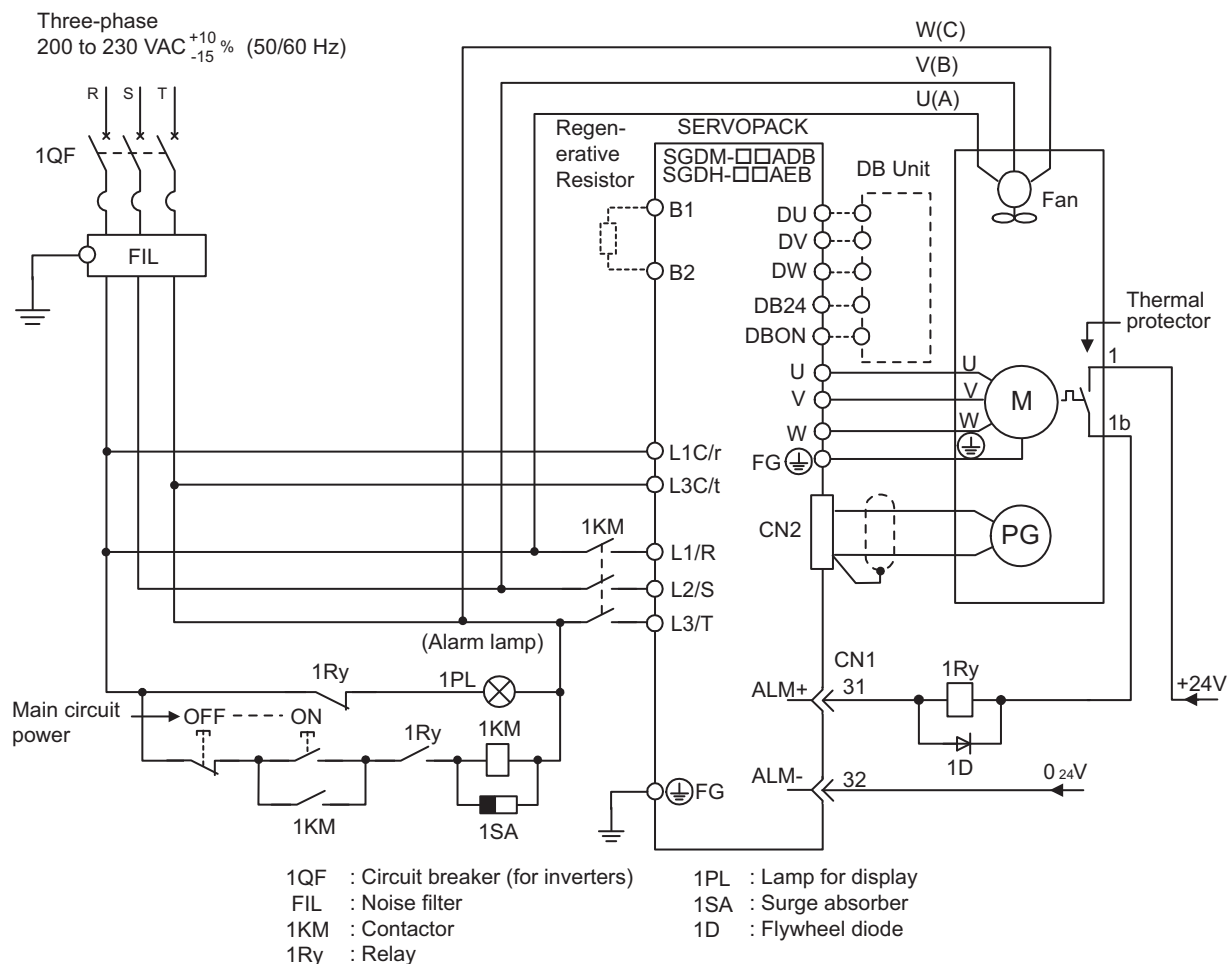 Three-phase
200 to 230 VAC +10 -15 % (50/60 Hz)
R S T
1QF
FIL
W(C)
V(B)
U(A)
Regen-
erative
Resistor
SERVOPACK
SGDM-□□ADB
SGDH-□□AEB
DB Unit
Fan
B1
B2
DU
DV
DW
DB24
DBON
Thermal
protector
U
V
W
FG
U
V
W
M
1
1b
L1C/r
L3C/t
1KM
L1/R
L2/S
L3/T
CN2
PG
(Alarm lamp)
1Ry
1PL
Main circuit
power
OFF
ON
1Ry
1KM
1KM
1SA
FG
CN1
ALM+
31
1Ry
+24V
1D
ALM-
32
0 24V
1QF : Circuit breaker (for inverters)
FIL : Noise filter
1KM : Contactor
1Ry : Relay
1PL : Lamp for display
1SA : Surge absorber
1D : Flywheel diode